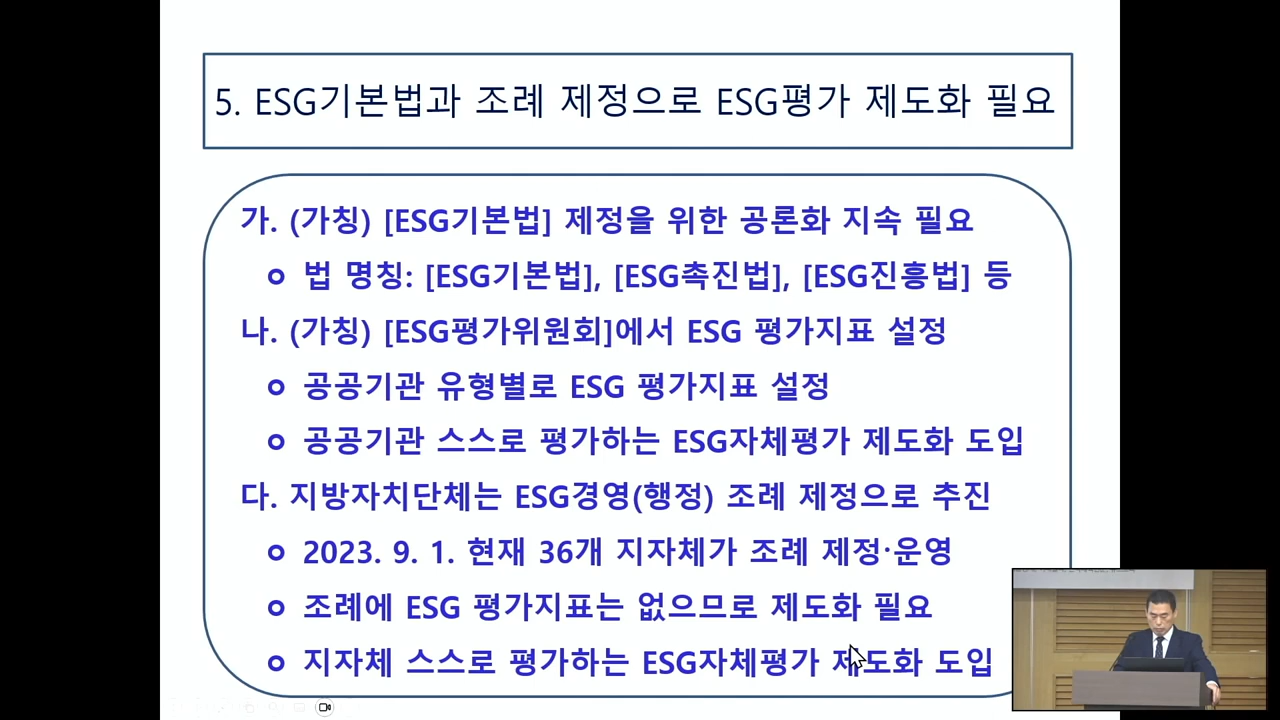 5. ESG기본법과 조례 제정으로 ESG평가 제도화 필요
가. (가칭) [ESG기본법] 제정을 위한 공론화 지속 필요
o 법 명칭: [ESG기본법], [ESG촉진법], [ESG진흥법] 등
나. (가칭) [ESG평가위원회]에서 ESG 평가지표 설정
o 공공기관 유형별로 ESG 평가지표 설정
o 공공기관 스스로 평가하는 ESG자체평가 제도화 도입
다. 지방자치단체는 ESG경영(행정) 조례 제정으로 추진
o 2023. 9. 1. 현재 36개 지자체가 조례 제정·운영
o 조례에 ESG 평가지표는 없으므로 제도화 필요
o 지자체 스스로 평가하는 ESG자체평가 제도화 도입